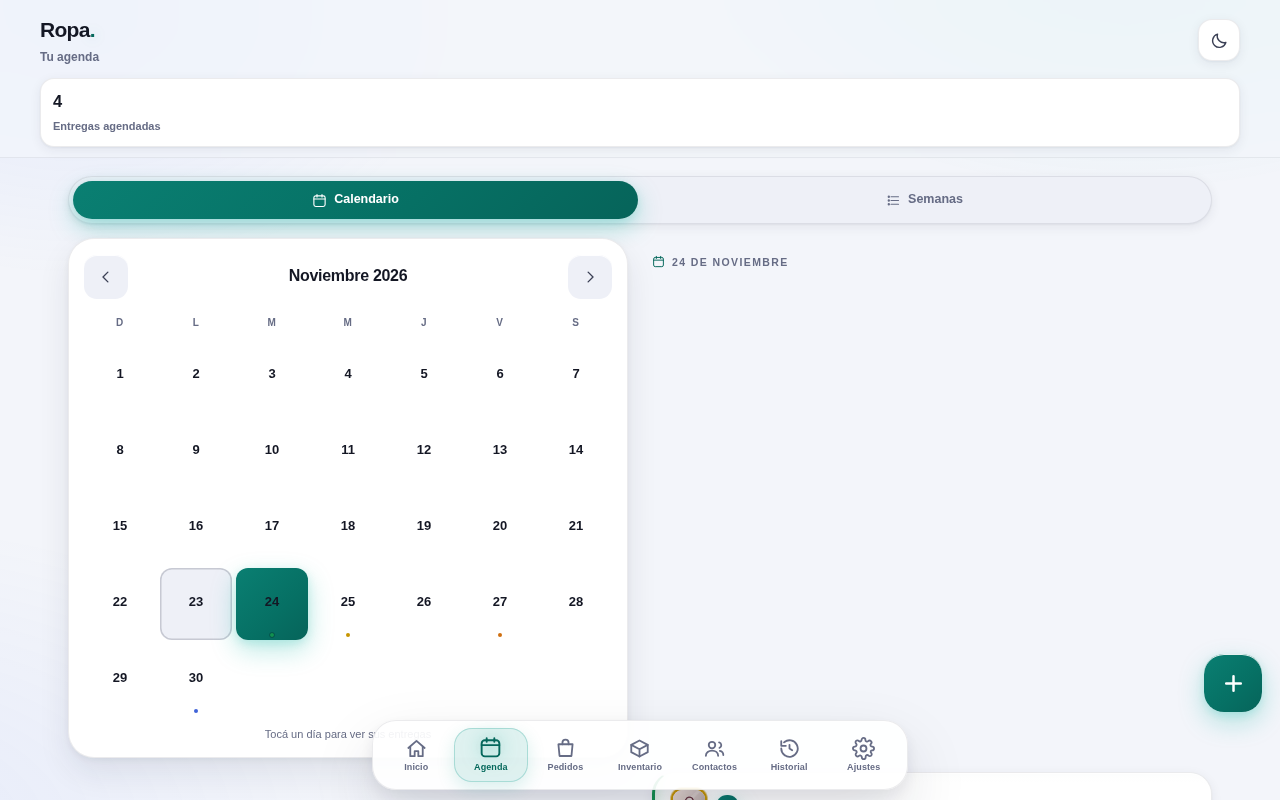 Ropa.
Tu agenda
4
Entregas agendadas
Calendario
Semanas
Noviembre 2026
D L M M J V S
1 2 3 4 5 6 7
8 9 10 11 12 13 14
15 16 17 18 19 20 21
22 23 24 25 26 27 28
29 30
Tocá un día para ver sus entregas
24 DE NOVIEMBRE
Inicio
Agenda
Pedidos
Inventario
Contactos
Historial
Ajustes